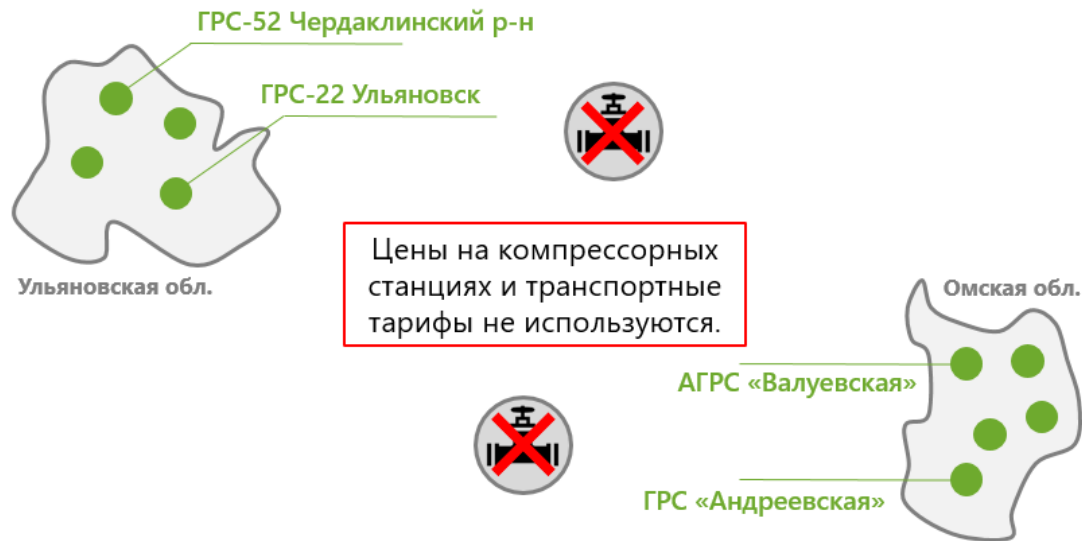 ГРС-52 Чердаклинский р-н
ГРС-22 Ульяновск
Ульяновская обл.
Цены на компрессорных
станциях и транспортные
тарифы не используются.
Омская обл.
АГРС «Валуевская»
ГРС «Андреевская»